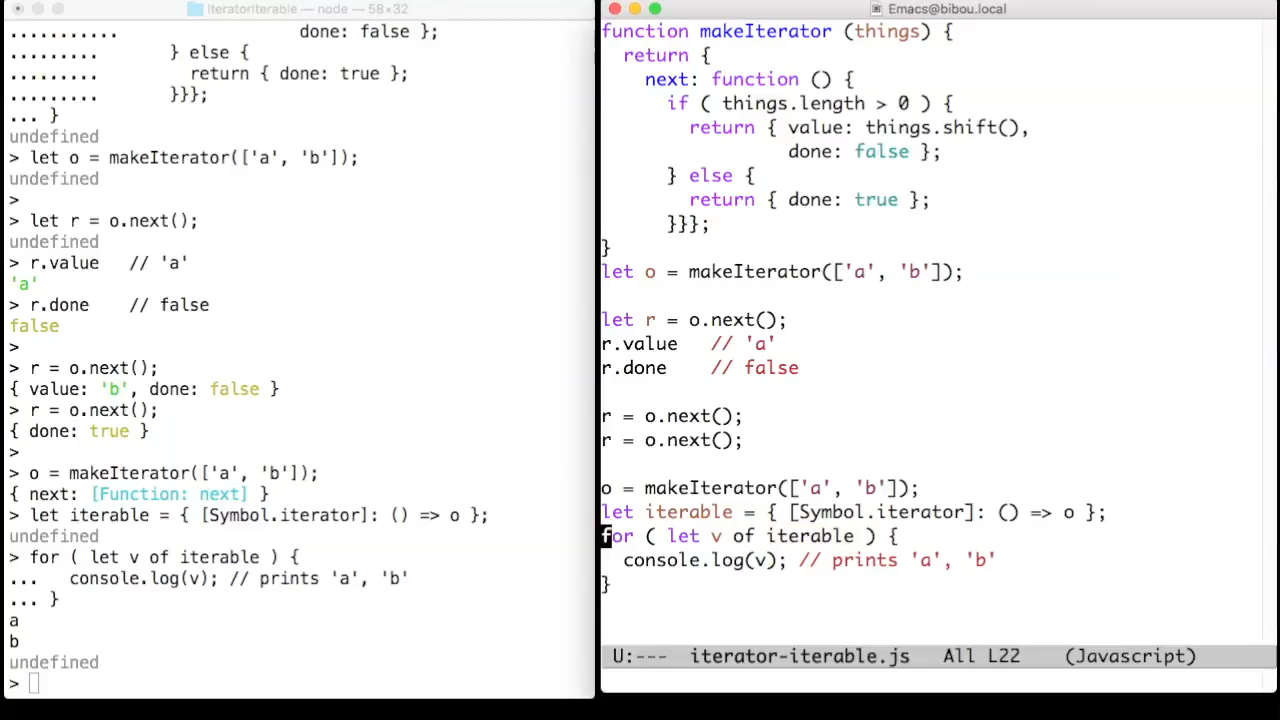 IteratorIterable — node — 58×32
...........                  done: false };
.........       } else {
.........         return { done: true };
.........       }}};
... }
undefined
> let o = makeIterator(['a', 'b']);
undefined
>
> let r = o.next();
undefined
> r.value   // 'a'
'a'
> r.done    // false
false
>
> r = o.next();
{ value: 'b', done: false }
> r = o.next();
{ done: true }
>
> o = makeIterator(['a', 'b']);
{ next: [Function: next] }
> let iterable = { [Symbol.iterator]: () => o };
undefined
> for ( let v of iterable ) {
...   console.log(v); // prints 'a', 'b'
... }
a
b
undefined
>
Emacs@bibou.local
function makeIterator (things) {
  return {
    next: function () {
      if ( things.length > 0 ) {
        return { value: things.shift(),
                 done: false };
      } else {
        return { done: true };
      }}};
}
let o = makeIterator(['a', 'b']);
let r = o.next();
r.value   // 'a'
r.done    // false
r = o.next();
r = o.next();
o = makeIterator(['a', 'b']);
let iterable = { [Symbol.iterator]: () => o };
for ( let v of iterable ) {
  console.log(v); // prints 'a', 'b'
}
U:---  iterator-iterable.js   All L22    (Javascript)